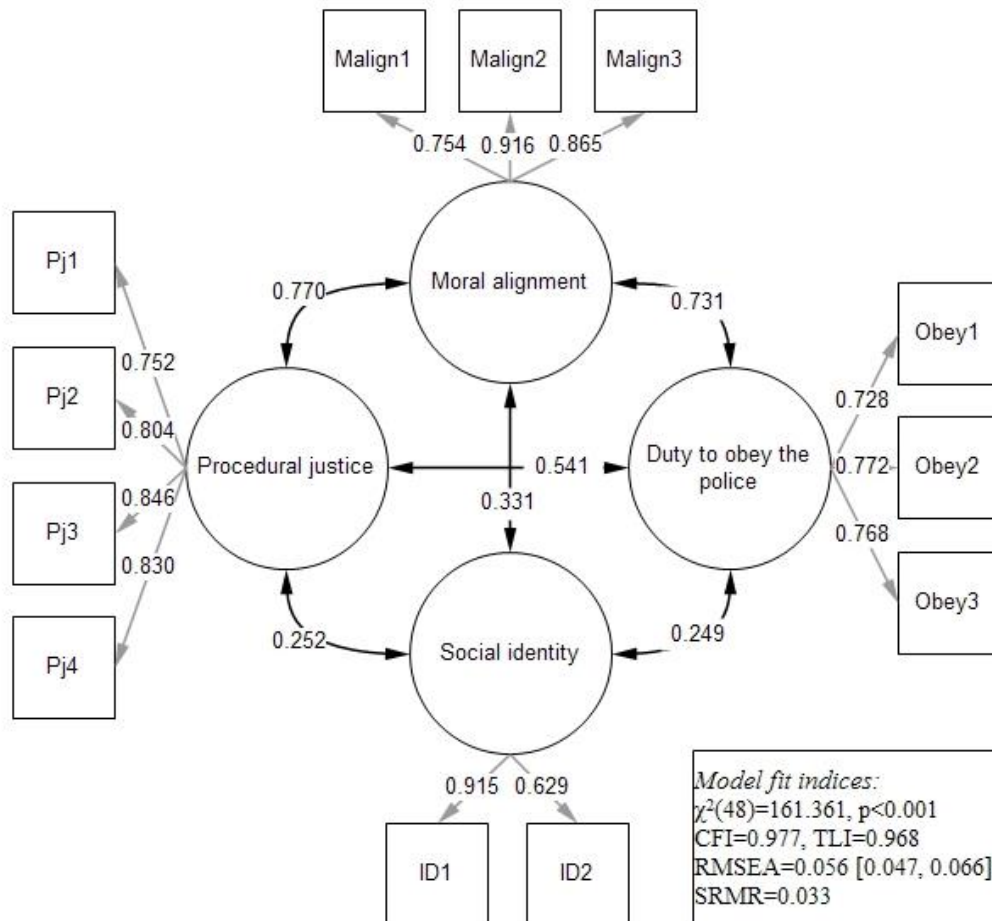 Malign1
Malign2
Malign3
0.754
0.916
0.865
Pj1
Moral alignment
0.770
0.731
Obey1
0.752
Pj2
0.728
0.804
Procedural justice
0.541
Duty to obey the
police
0.772
Obey2
0.846
0.331
Pj3
0.768
0.830
Obey3
0.252
0.249
Pj4
Social identity
0.915
0.629
ID1
ID2
Model fit indices:
χ²(48)=161.361, p<0.001
CFI=0.977, TLI=0.968
RMSEA=0.056 [0.047, 0.066]
SRMR=0.033